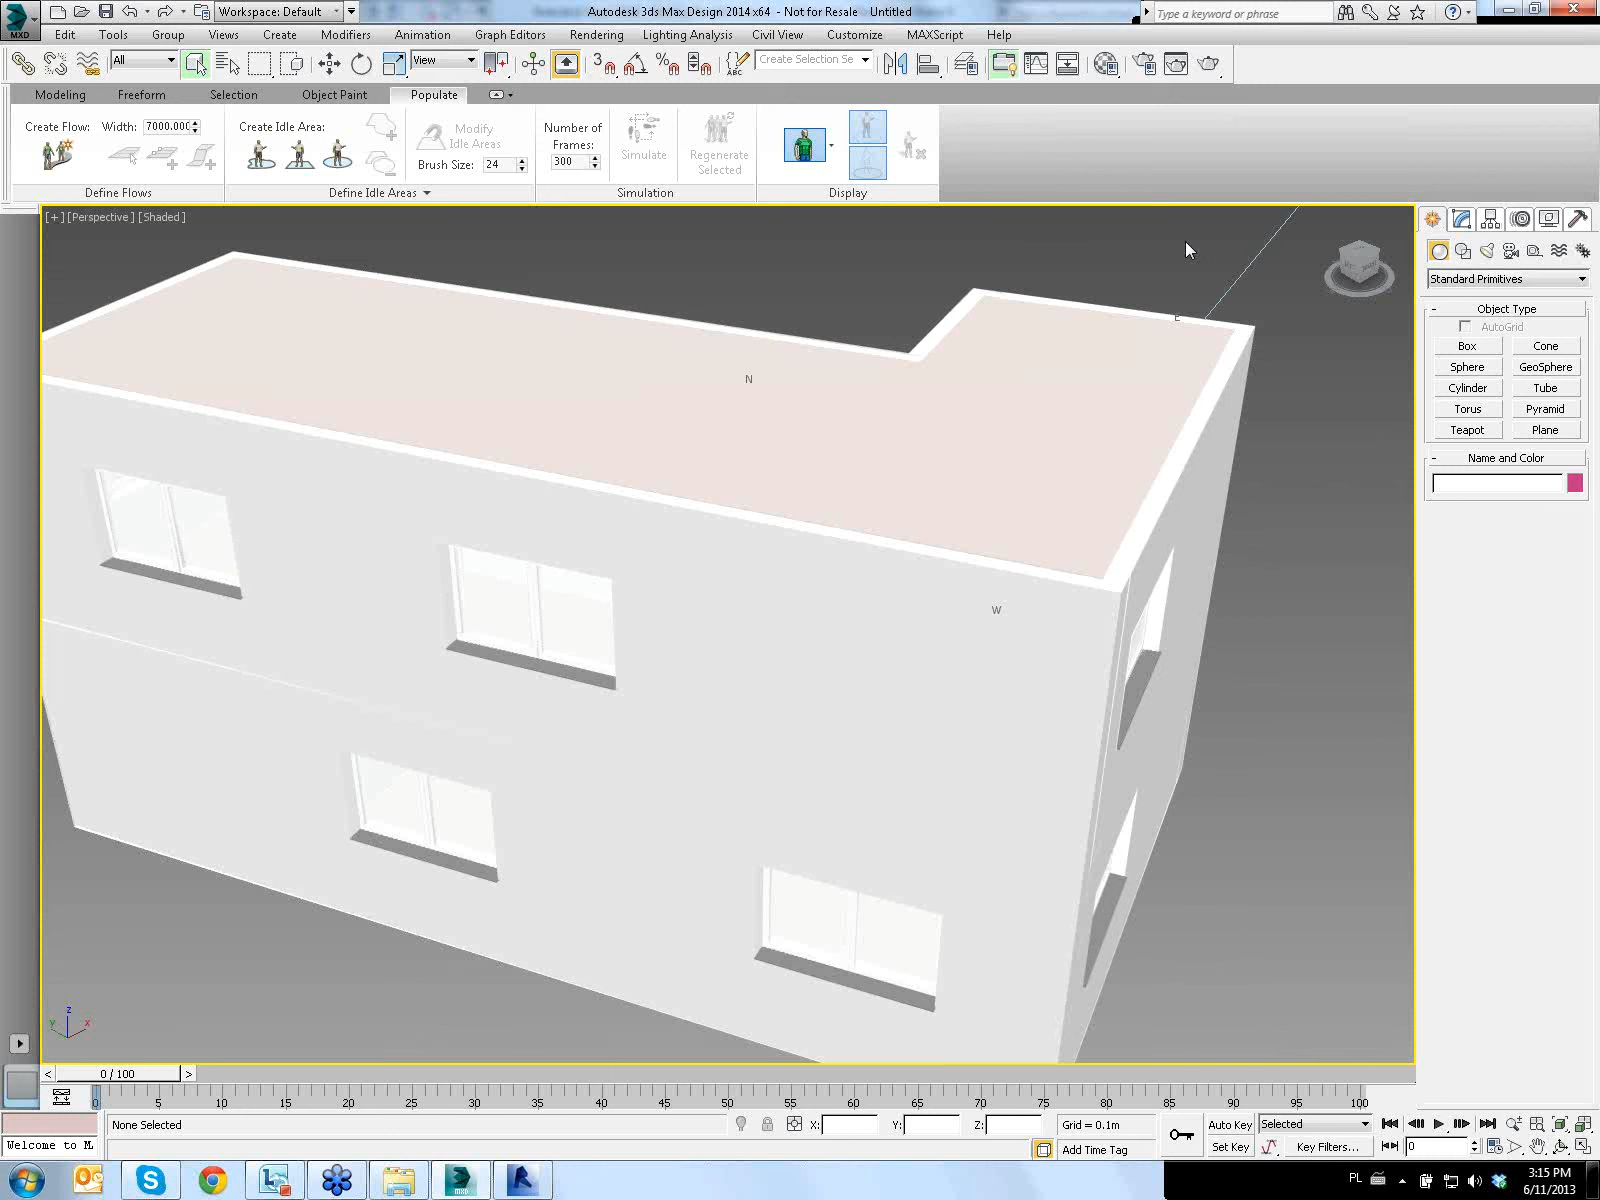 MXD
Workspace: Default
Autodesk 3ds Max Design 2014 x64 - Not for Resale Untitled
Type a keyword or phrase
Edit Tools Group Views Create Modifiers Animation Graph Editors Rendering Lighting Analysis Civil View Customize MAXScript Help
All
View
3
ABC
Create Selection Se
Modeling Freeform Selection Object Paint Populate
Create Flow: Width: 7000.000
Create Idle Area:
Modify
Idle Areas
Brush Size: 24
Number of
Frames:
300
Simulate
Regenerate
Selected
Define Flows Define Idle Areas Simulation Display
[+] [Perspective] [Shaded]
N
E
W
z
y
x
Standard Primitives
- Object Type
AutoGrid
Box Cone
Sphere GeoSphere
Cylinder Tube
Torus Pyramid
Teapot Plane
- Name and Color
< 0 / 100 >
0 5 10 15 20 25 30 35 40 45 50 55 60 65 70 75 80 85 90 95 100
None Selected
X: Y: Z:
Grid = 0.1m
Auto Key Selected
Welcome to M.
Add Time Tag
Set Key Key Filters...
0
PL
3:15 PM
6/11/2013